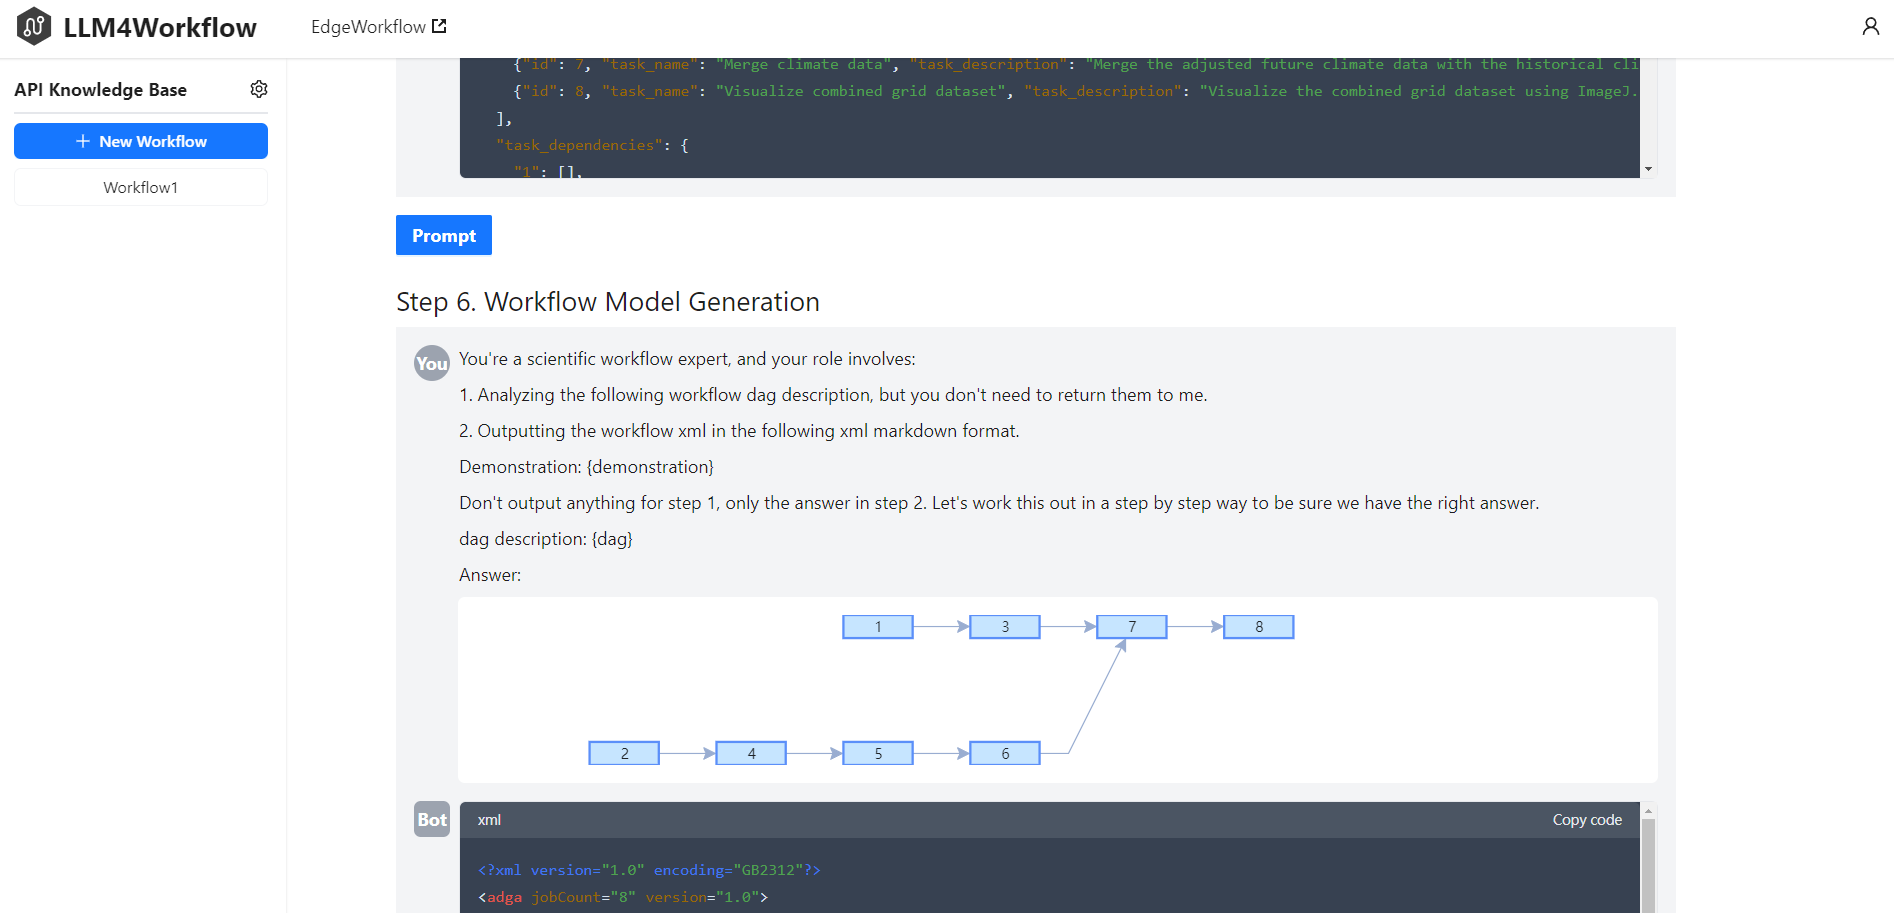 LLM4Workflow
EdgeWorkflow
API Knowledge Base
+ New Workflow
Workflow1
{"id": 7, "task_name": "Merge climate data", "task_description": "Merge the adjusted future climate data with the historical cli
{"id": 8, "task_name": "Visualize combined grid dataset", "task_description": "Visualize the combined grid dataset using ImageJ.
],
"task_dependencies": {
"1": [],
Prompt
Step 6. Workflow Model Generation
You
You're a scientific workflow expert, and your role involves:
1. Analyzing the following workflow dag description, but you don't need to return them to me.
2. Outputting the workflow xml in the following xml markdown format.
Demonstration: {demonstration}
Don't output anything for step 1, only the answer in step 2. Let's work this out in a step by step way to be sure we have the right answer.
dag description: {dag}
Answer:
1 3 7 8
2 4 5 6
Bot
xml
Copy code
<?xml version="1.0" encoding="GB2312"?>
<adga jobCount="8" version="1.0">